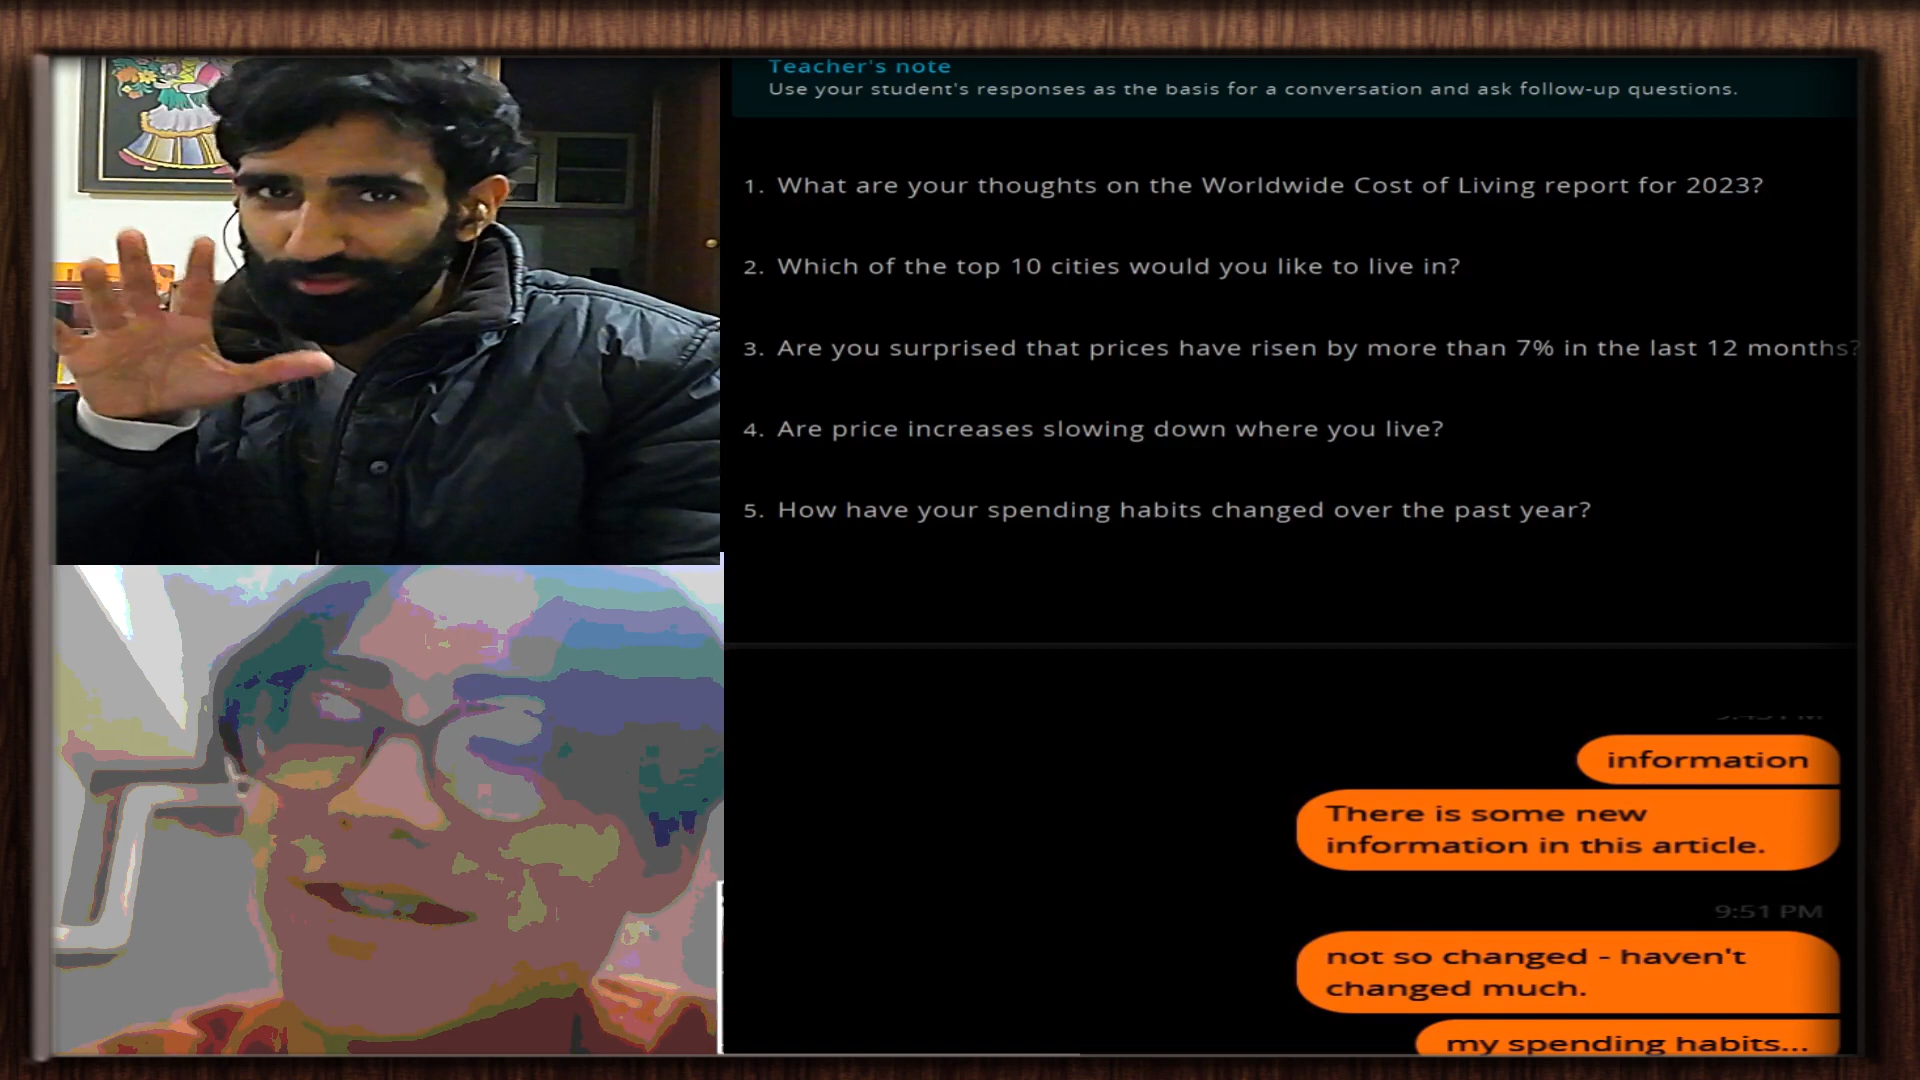 Teacher's note
Use your student's responses as the basis for a conversation and ask follow-up questions.
1. What are your thoughts on the Worldwide Cost of Living report for 2023?
2. Which of the top 10 cities would you like to live in?
3. Are you surprised that prices have risen by more than 7% in the last 12 months?
4. Are price increases slowing down where you live?
5. How have your spending habits changed over the past year?
information
There is some new
information in this article.
9:51 PM
not so changed - haven't
changed much.
my spending habits...